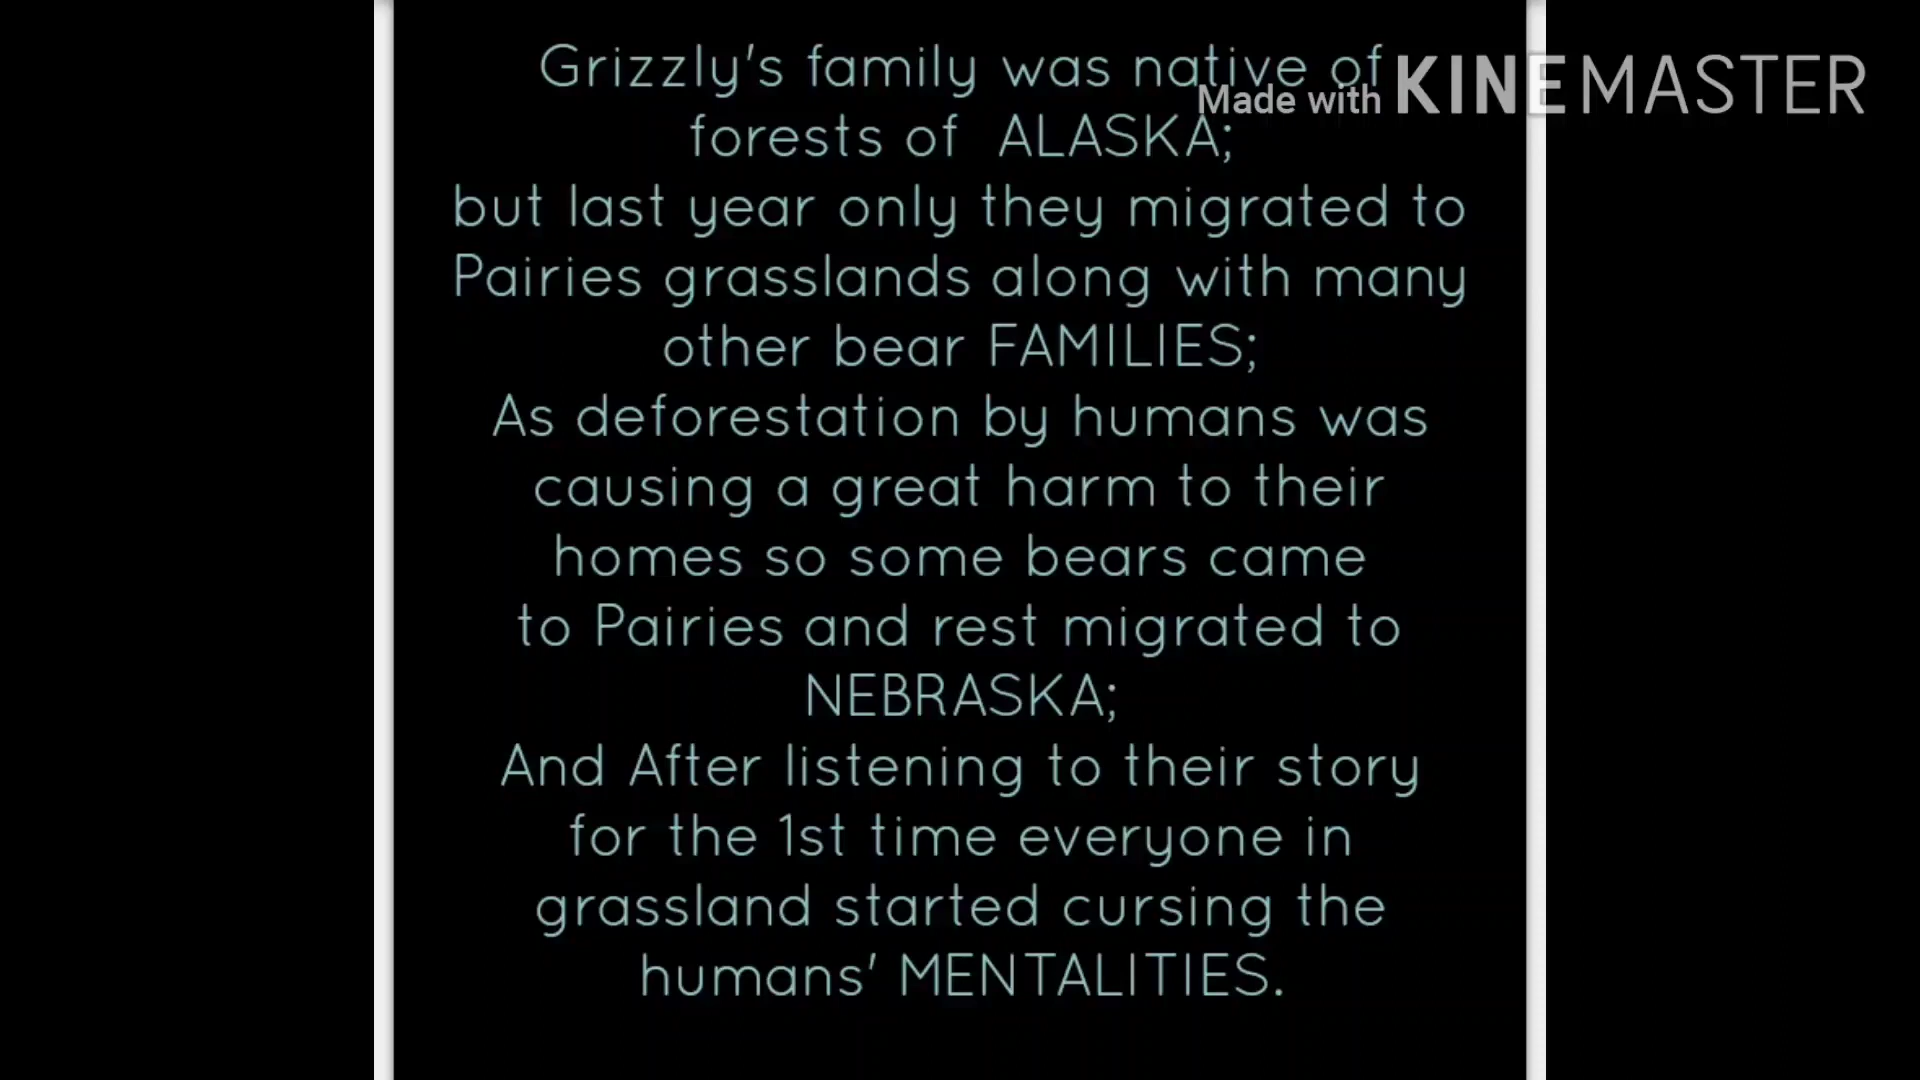 Grizzly's family was native of
Made with KINEMASTER
forests of ALASKA;
but last year only they migrated to
Pairies grasslands along with many
other bear FAMILIES;
As deforestation by humans was
causing a great harm to their
homes so some bears came
to Pairies and rest migrated to
NEBRASKA;
And After listening to their story
for the 1st time everyone in
grassland started cursing the
humans' MENTALITIES.